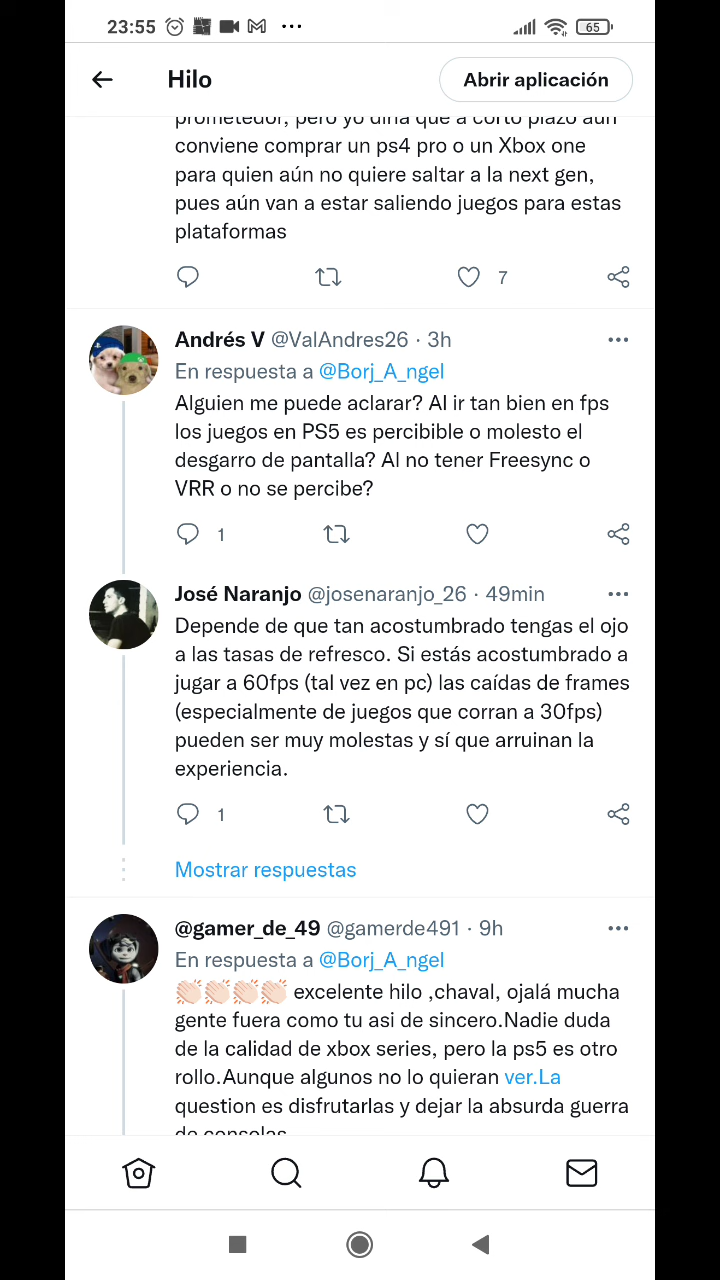 23:55
65
Hilo
Abrir aplicación
prometedor, pero yo diría que a corto plazo aún
conviene comprar un ps4 pro o un Xbox one
para quien aún no quiere saltar a la next gen,
pues aún van a estar saliendo juegos para estas
plataformas
7
Andrés V @ValAndres26 · 3h
En respuesta a @Borj_A_ngel
Alguien me puede aclarar? Al ir tan bien en fps
los juegos en PS5 es percibible o molesto el
desgarro de pantalla? Al no tener Freesync o
VRR o no se percibe?
1
José Naranjo @josenaranjo_26 · 49min
Depende de que tan acostumbrado tengas el ojo
a las tasas de refresco. Si estás acostumbrado a
jugar a 60fps (tal vez en pc) las caídas de frames
(especialmente de juegos que corran a 30fps)
pueden ser muy molestas y sí que arruinan la
experiencia.
1
Mostrar respuestas
@gamer_de_49 @gamerde491 · 9h
En respuesta a @Borj_A_ngel
👏🏻👏🏻👏🏻👏🏻 excelente hilo ,chaval, ojalá mucha
gente fuera como tu asi de sincero.Nadie duda
de la calidad de xbox series, pero la ps5 es otro
rollo.Aunque algunos no lo quieran ver.La
question es disfrutarlas y dejar la absurda guerra
de consolas